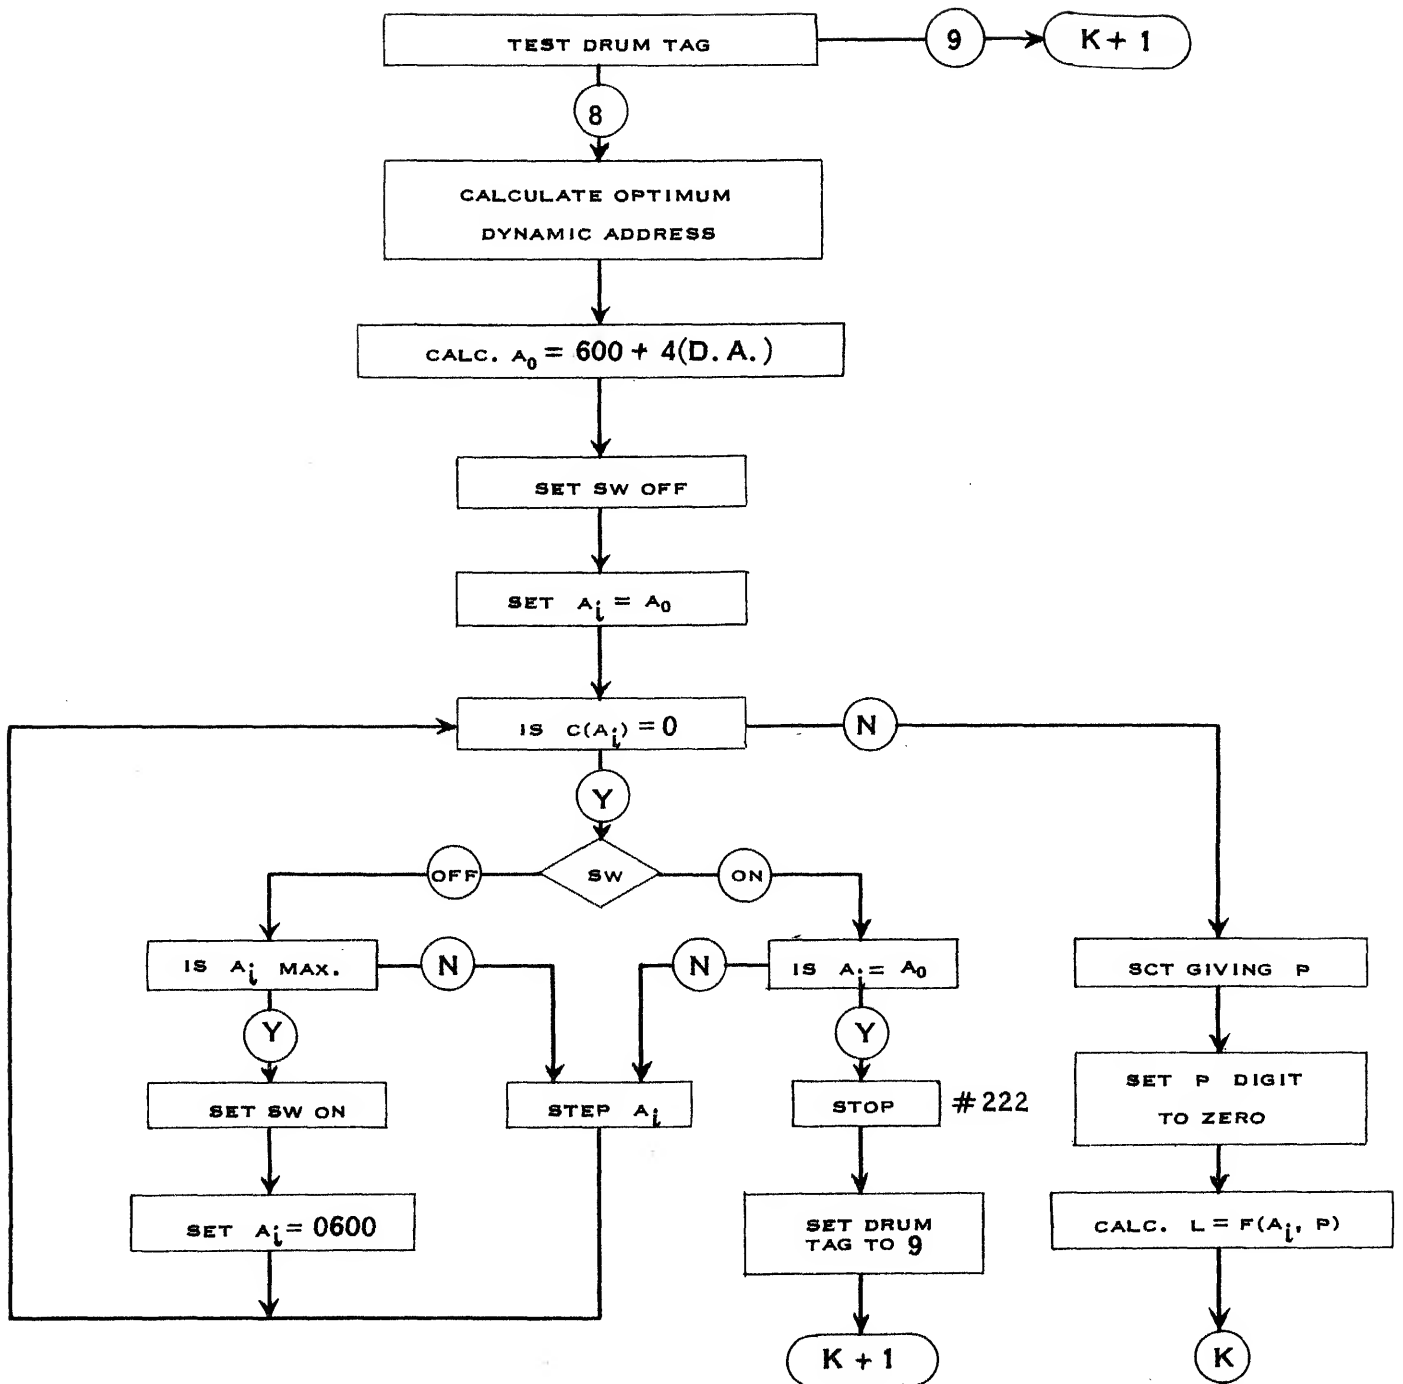 TEST DRUM TAG
9
K + 1
8
CALCULATE OPTIMUM
DYNAMIC ADDRESS
CALC. A₀ = 600 + 4(D. A.)
SET SW OFF
SET Aᵢ = A₀
IS C(Aᵢ) = 0
N
Y
OFF
SW
ON
IS Aᵢ MAX.
N
N
IS Aᵢ = A₀
SCT GIVING P
Y
Y
SET P DIGIT
TO ZERO
SET SW ON
STEP Aᵢ
STOP
#222
SET Aᵢ = 0600
SET DRUM
TAG TO 9
CALC. L = F(Aᵢ, P)
K + 1
K